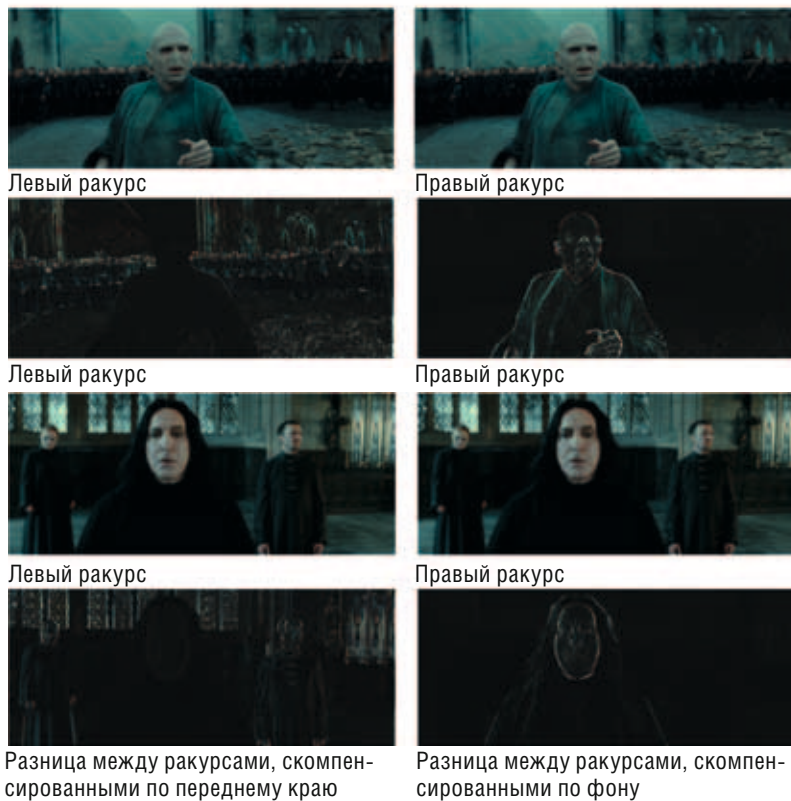 Левый ракурс
Правый ракурс
Левый ракурс
Правый ракурс
Левый ракурс
Правый ракурс
Разница между ракурсами, скомпен-
сированными по переднему краю
Разница между ракурсами, скомпен-
сированными по фону